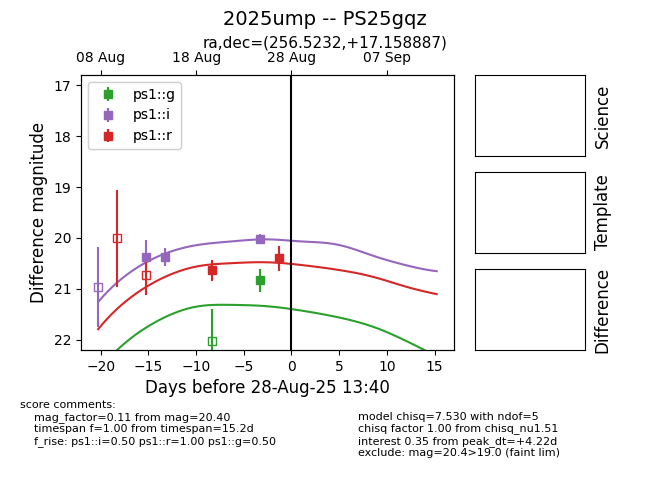 2025ump -- PS25gqz
ra,dec=(256.5232,+17.158887)
08 Aug 18 Aug 28 Aug 07 Sep
ps1::g
ps1::i
ps1::r
17
18
19
20
21
22
Difference magnitude
−20 −15 −10 −5 0 5 10 15
Days before 28-Aug-25 13:40
Science
Template
Difference
score comments:
mag_factor=0.11 from mag=20.40
timespan f=1.00 from timespan=15.2d
f_rise: ps1::i=0.50 ps1::r=1.00 ps1::g=0.50
model chisq=7.530 with ndof=5
chisq factor 1.00 from chisq_nu1.51
interest 0.35 from peak_dt=+4.22d
exclude: mag=20.4>19.0 (faint lim)